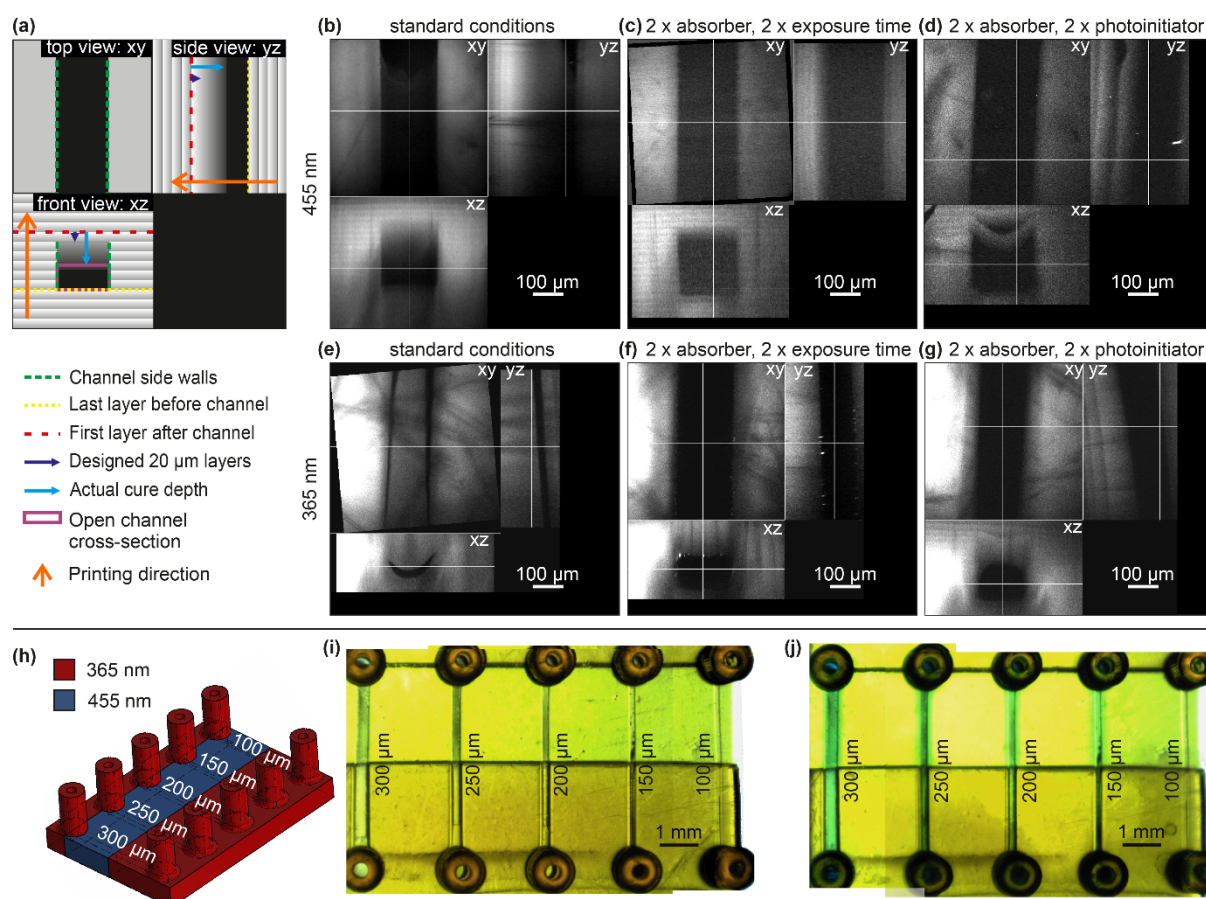 (a)
top view: xy
side view: yz
front view: xz
Channel side walls
Last layer before channel
First layer after channel
Designed 20 µm layers
Actual cure depth
Open channel
cross-section
Printing direction
(b)
standard conditions
455 nm
xy
yz
xz
100 µm
(c)
2 x absorber, 2 x exposure time
xy
yz
xz
100 µm
(d)
2 x absorber, 2 x photoinitiator
xy
yz
xz
100 µm
(e)
standard conditions
365 nm
xy
yz
xz
100 µm
(f)
2 x absorber, 2 x exposure time
xy
yz
xz
100 µm
(g)
2 x absorber, 2 x photoinitiator
xy
yz
xz
100 µm
(h)
365 nm
455 nm
100 µm
150 µm
200 µm
250 µm
300 µm
(i)
300 µm
250 µm
200 µm
150 µm
100 µm
1 mm
(j)
300 µm
250 µm
200 µm
150 µm
100 µm
1 mm